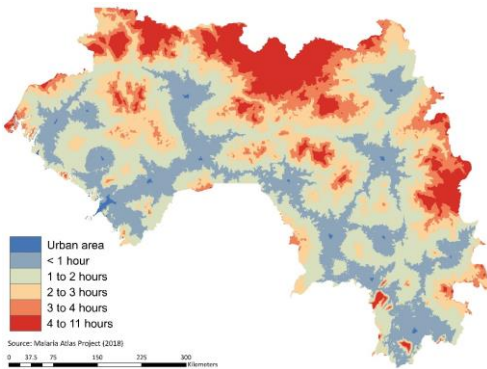 Urban area
< 1 hour
1 to 2 hours
2 to 3 hours
3 to 4 hours
4 to 11 hours
Source: Malaria Atlas Project (2018)
0 37.5 75 150 225 300
Kilometers